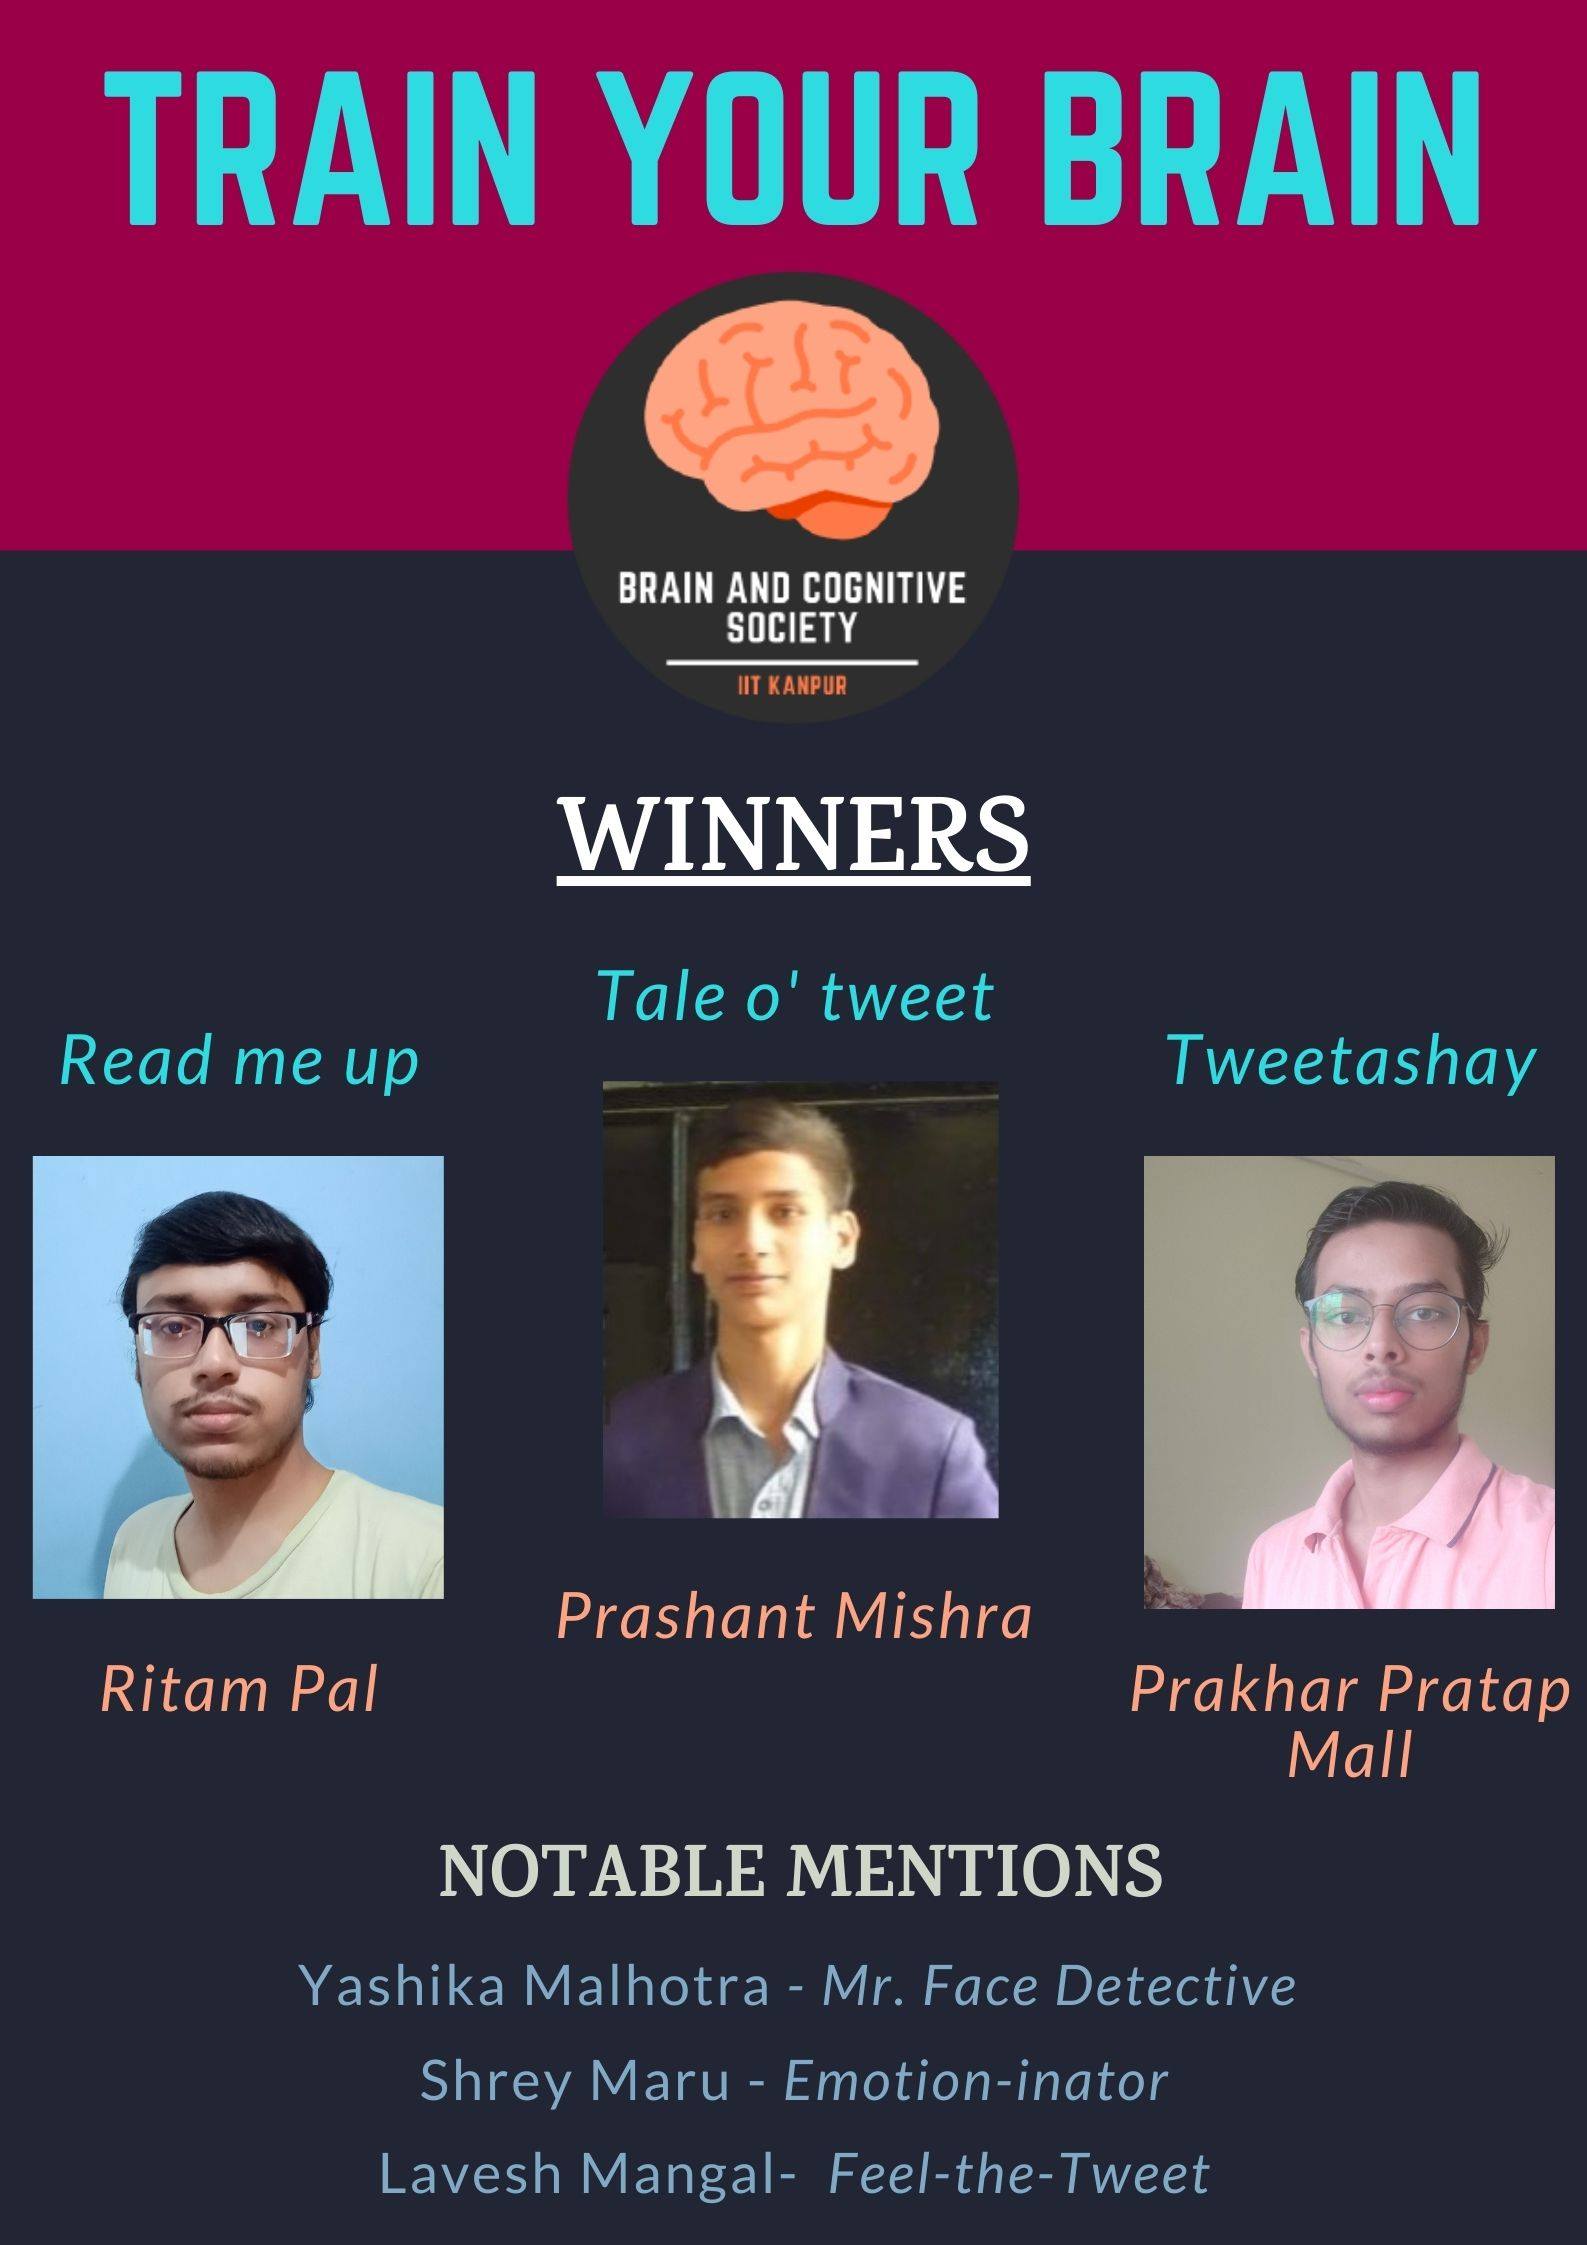 TRAIN YOUR BRAIN
BRAIN AND COGNITIVE
SOCIETY
IIT KANPUR
WINNERS
Read me up
Tale o' tweet
Tweetashay
Ritam Pal
Prashant Mishra
Prakhar Pratap
Mall
NOTABLE MENTIONS
Yashika Malhotra - Mr. Face Detective
Shrey Maru - Emotion-inator
Lavesh Mangal- Feel-the-Tweet